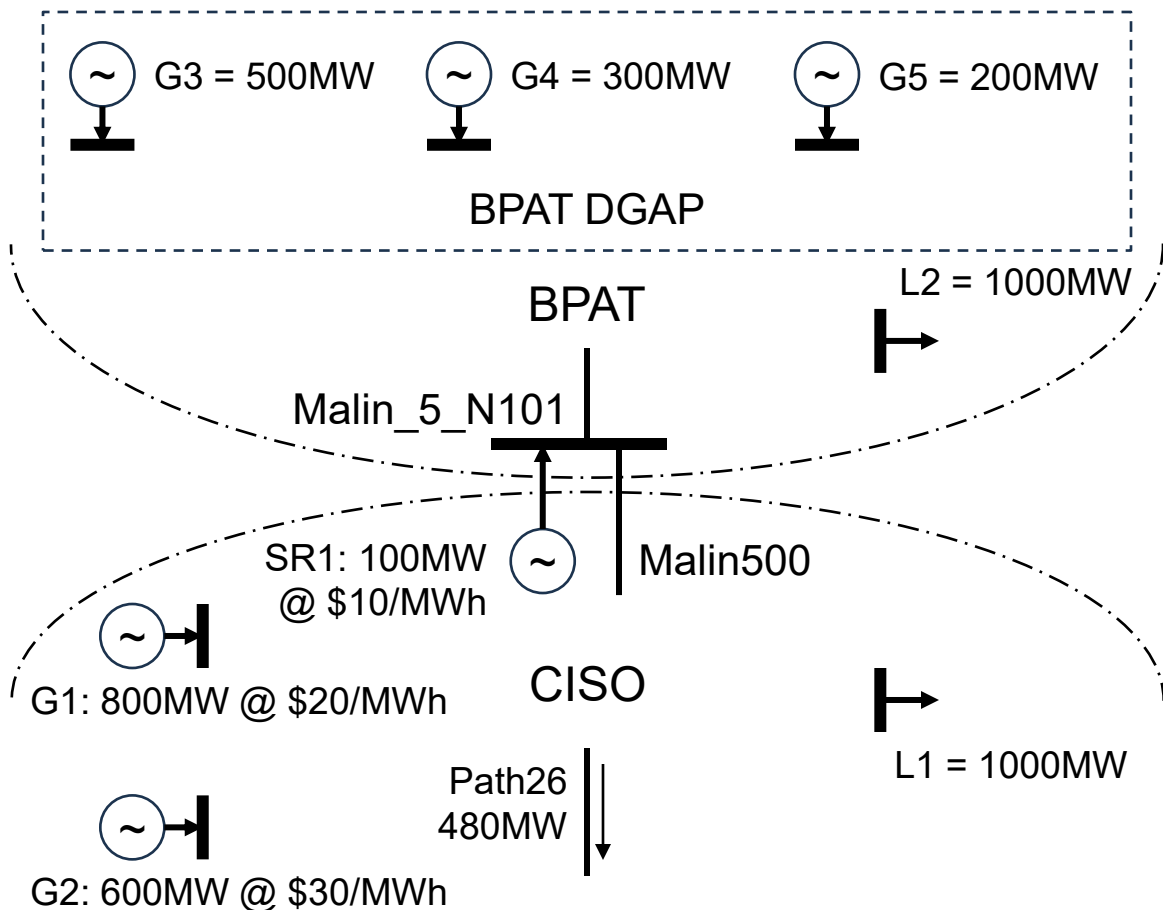 ~
G3 = 500MW
~
G4 = 300MW
~
G5 = 200MW
BPAT DGAP
BPAT
L2 = 1000MW
Malin_5_N101
SR1: 100MW
@ $10/MWh
~
Malin500
~
G1: 800MW @ $20/MWh
CISO
L1 = 1000MW
Path26
480MW
~
G2: 600MW @ $30/MWh